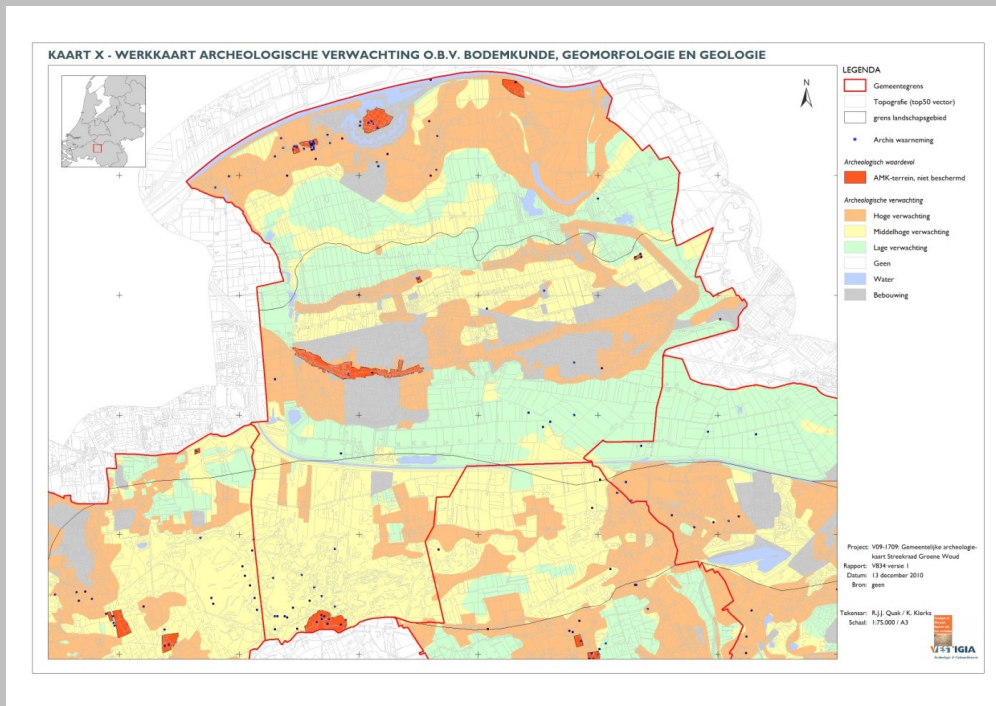 KAART X - WERKKAART ARCHEOLOGISCHE VERWACHTING O.B.V. BODEMKUNDE, GEOMORFOLOGIE EN GEOLOGIE
LEGENDA
Gemeentegrens
Topografie (top50 vector)
grens landschapsgebied
Archis waarneming
Archeologisch waardevol
AMK-terrein, niet beschermd
Archeologische verwachting
Hoge verwachting
Middelhoge verwachting
Lage verwachting
Geen
Water
Bebouwing
N
Project: V09-1709: Gemeentelijke archeologie-
kaart Streekraad Groene Woud
Rapport: V834 versie 1
Datum: 13 december 2010
Bron: geen
Tekenaar: R.J.J. Quak / K. Klerks
Schaal: 1:75.000 / A3
VESTIGIA